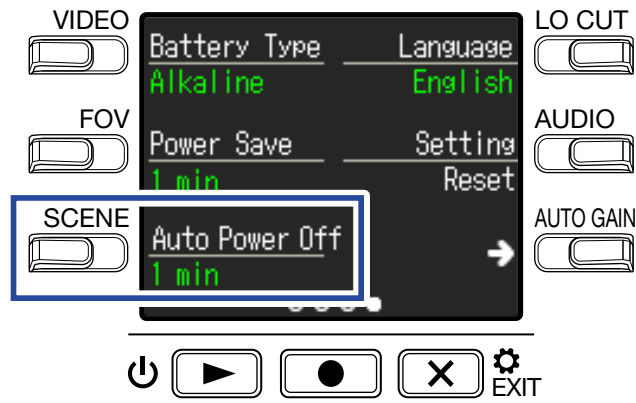 VIDEO
LO CUT
Battery Type
Language
Alkaline
English
FOV
AUDIO
Power Save
Setting
1 min
Reset
SCENE
AUTO GAIN
Auto Power Off
1 min
EXIT